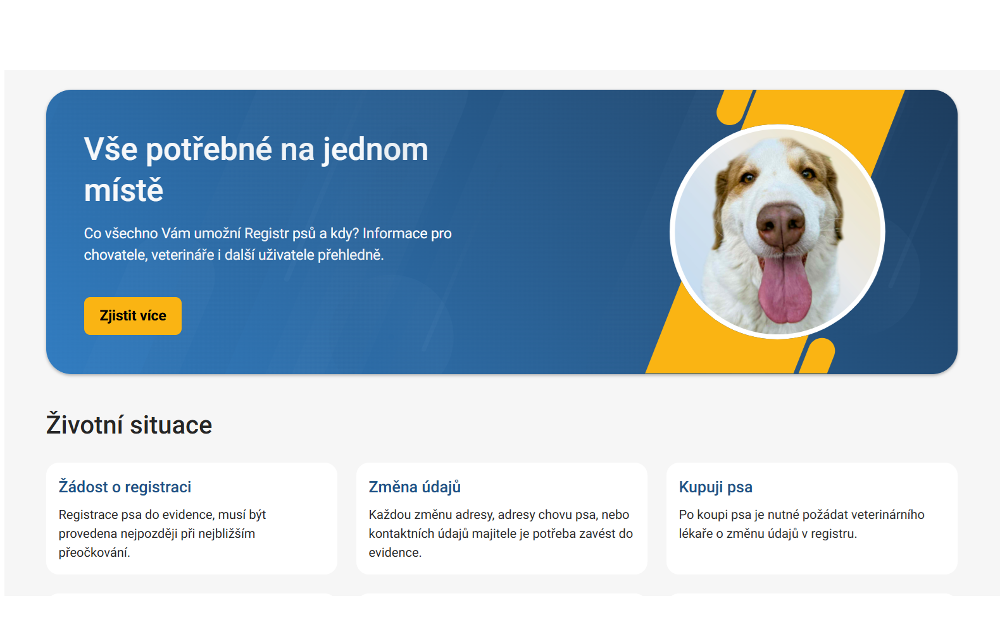 Vše potřebné na jednom
místě
Co všechno Vám umožní Registr psů a kdy? Informace pro
chovatele, veterináře i další uživatele přehledně.
Zjistit více
Životní situace
Žádost o registraci
Registrace psa do evidence, musí být
provedena nejpozději při nejbližším
přeočkování.
Změna údajů
Každou změnu adresy, adresy chovu psa, nebo
kontaktních údajů majitele je potřeba zavést do
evidence.
Kupuji psa
Po koupi psa je nutné požádat veterinárního
lékaře o změnu údajů v registru.